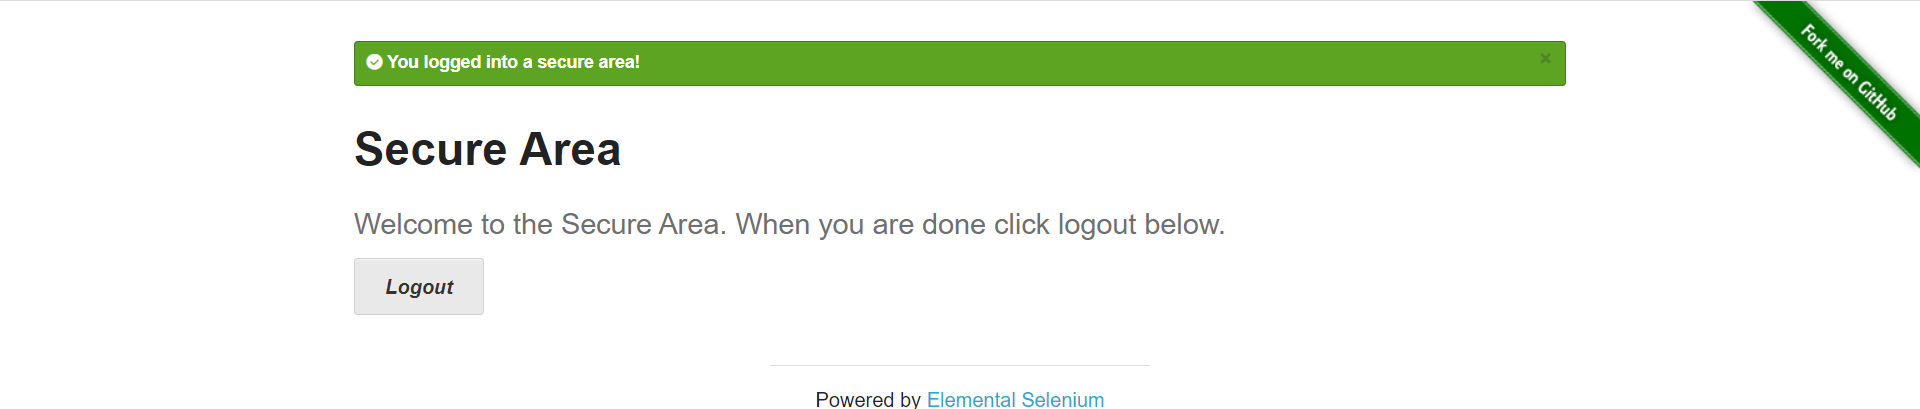 You logged into a secure area!
×
Fork me on GitHub
Secure Area
Welcome to the Secure Area. When you are done click logout below.
Logout
Powered by Elemental Selenium